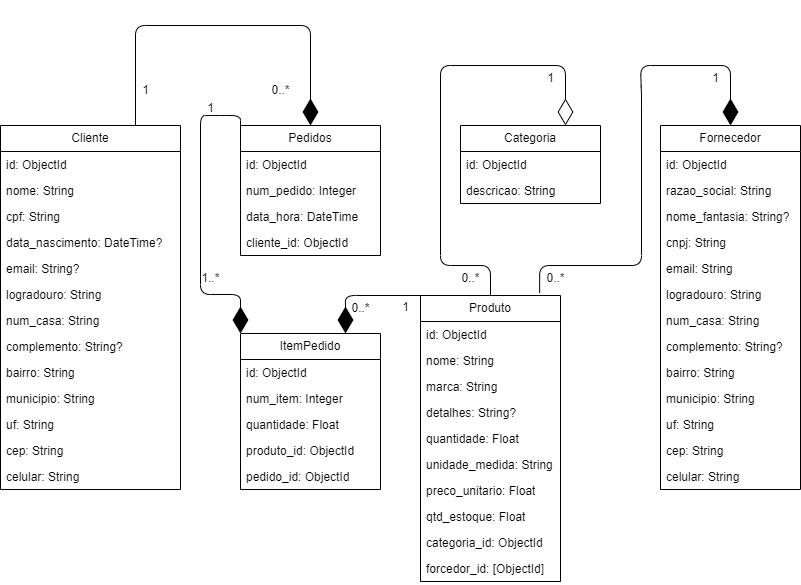 1
0..*
1
1
1
Cliente
id: ObjectId
nome: String
cpf: String
data_nascimento: DateTime?
email: String?
logradouro: String
num_casa: String
complemento: String?
bairro: String
municipio: String
uf: String
cep: String
celular: String
Pedidos
id: ObjectId
num_pedido: Integer
data_hora: DateTime
cliente_id: ObjectId
Categoria
id: ObjectId
descricao: String
Fornecedor
id: ObjectId
razao_social: String
nome_fantasia: String?
cnpj: String
email: String
logradouro: String
num_casa: String
complemento: String?
bairro: String
municipio: String
uf: String
cep: String
celular: String
1..*
0..*
0..*
0..*
1
ItemPedido
id: ObjectId
num_item: Integer
quantidade: Float
produto_id: ObjectId
pedido_id: ObjectId
Produto
id: ObjectId
nome: String
marca: String
detalhes: String?
quantidade: Float
unidade_medida: String
preco_unitario: Float
qtd_estoque: Float
categoria_id: ObjectId
forcedor_id: [ObjectId]